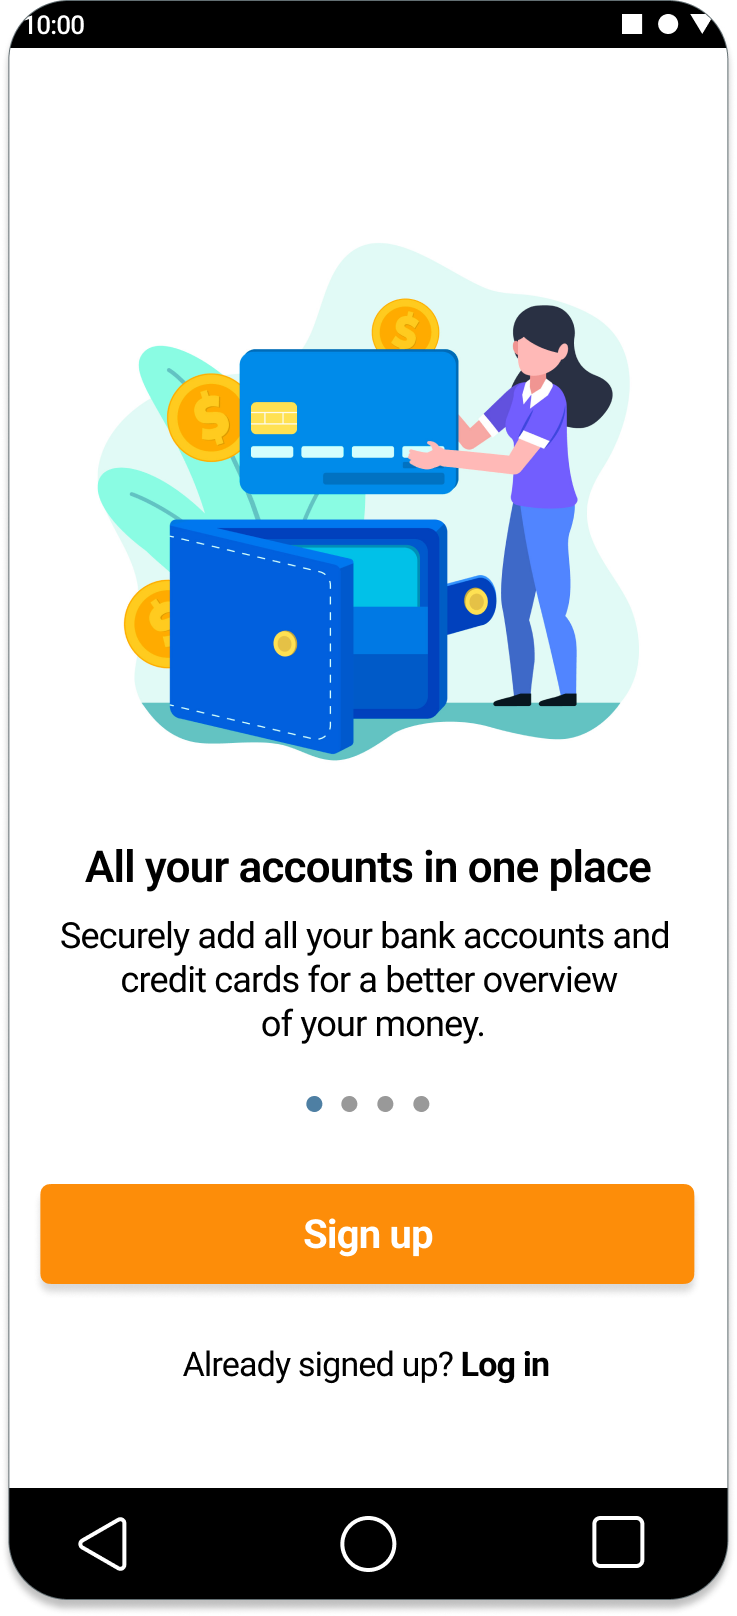 10:00
$
$
$
All your accounts in one place
Securely add all your bank accounts and
credit cards for a better overview
of your money.
Sign up
Already signed up? Log in